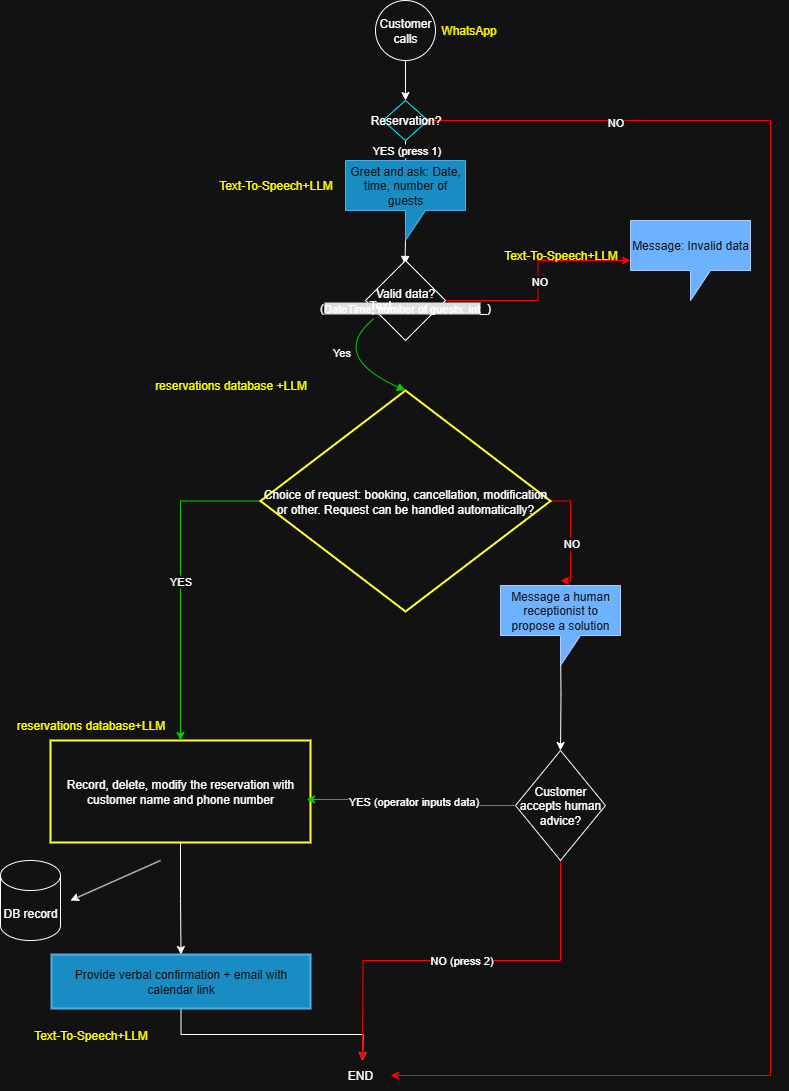 Customer
calls
WhatsApp
Reservation?
NO
YES (press 1)
Greet and ask: Date,
time, number of
guests
Text-To-Speech+LLM
Message: Invalid data
Text-To-Speech+LLM
NO
Valid data?
(DateTime, Number of guests: int_)
Yes
reservations database +LLM
Choice of request: booking, cancellation, modification
or other. Request can be handled automatically?
NO
YES
Message a human
receptionist to
propose a solution
reservations database+LLM
Record, delete, modify the reservation with
customer name and phone number
YES (operator inputs data)
Customer
accepts human
advice?
DB record
NO (press 2)
Provide verbal confirmation + email with
calendar link
Text-To-Speech+LLM
END